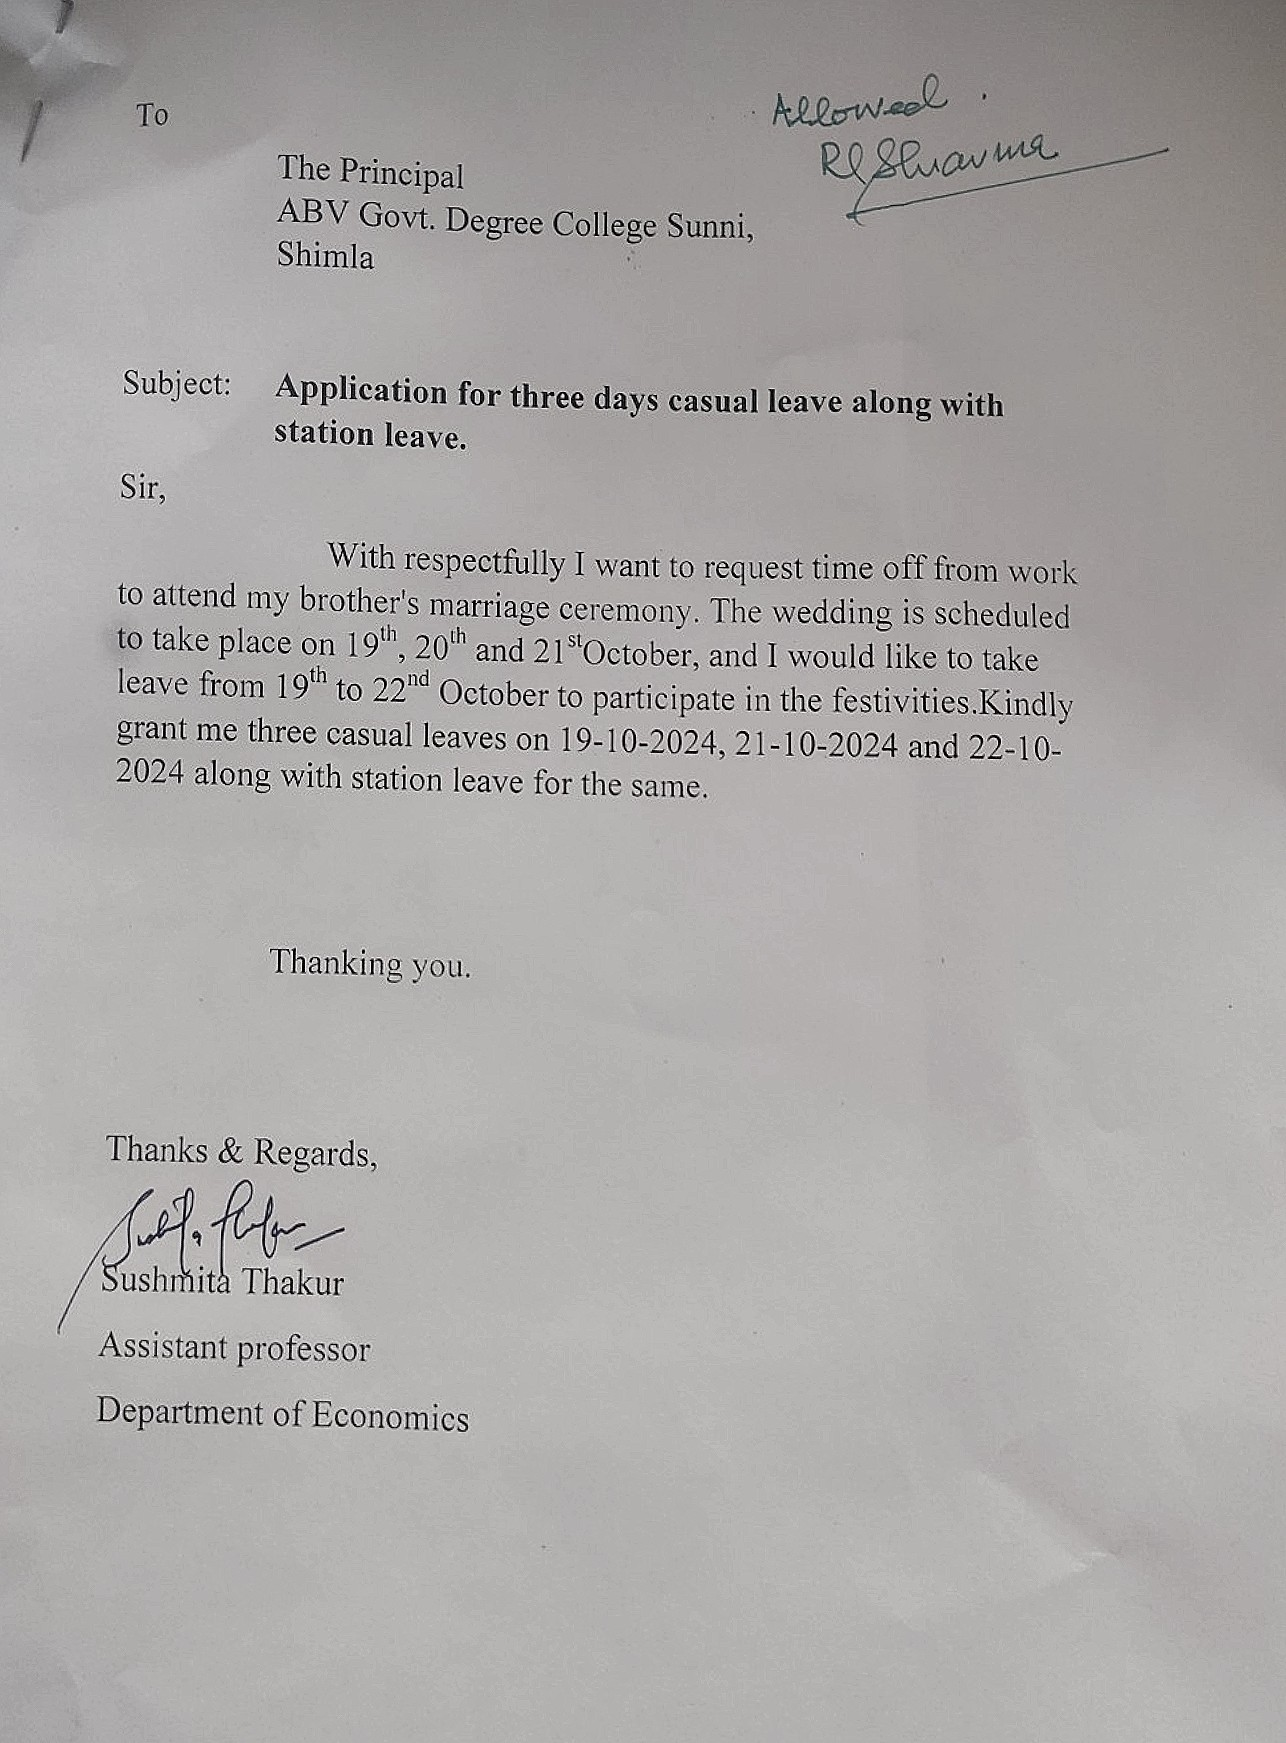 To
Allowed.
RlSharma
The Principal
ABV Govt. Degree College Sunni,
Shimla
Subject: Application for three days casual leave along with
station leave.
Sir,
With respectfully I want to request time off from work
to attend my brother's marriage ceremony. The wedding is scheduled
to take place on 19th, 20th and 21stOctober, and I would like to take
leave from 19th to 22nd October to participate in the festivities.Kindly
grant me three casual leaves on 19-10-2024, 21-10-2024 and 22-10-
2024 along with station leave for the same.
Thanking you.
Thanks & Regards,
Sushmita Thakur
Assistant professor
Department of Economics